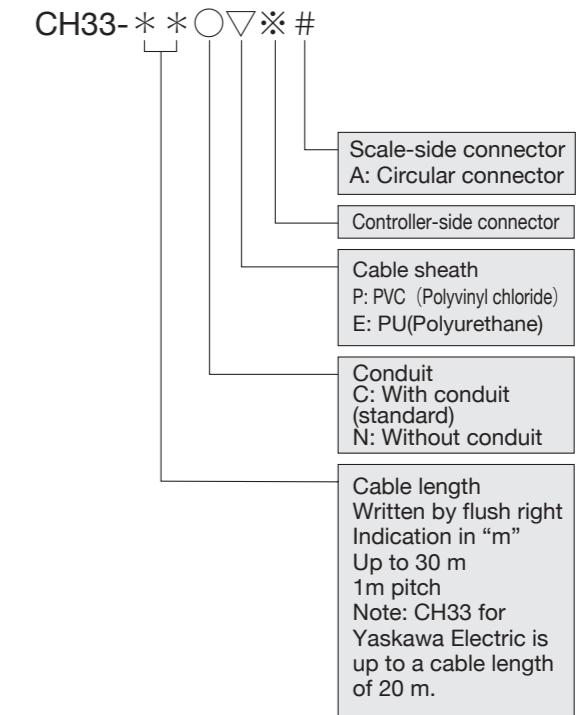 CH33-＊＊○▽※#
Scale-side connector
A: Circular connector
Controller-side connector
Cable sheath
P: PVC（Polyvinyl chloride）
E: PU(Polyurethane)
Conduit
C: With conduit
(standard)
N: Without conduit
Cable length
Written by flush right
Indication in “m”
Up to 30 m
1m pitch
Note: CH33 for
Yaskawa Electric is
up to a cable length
of 20 m.